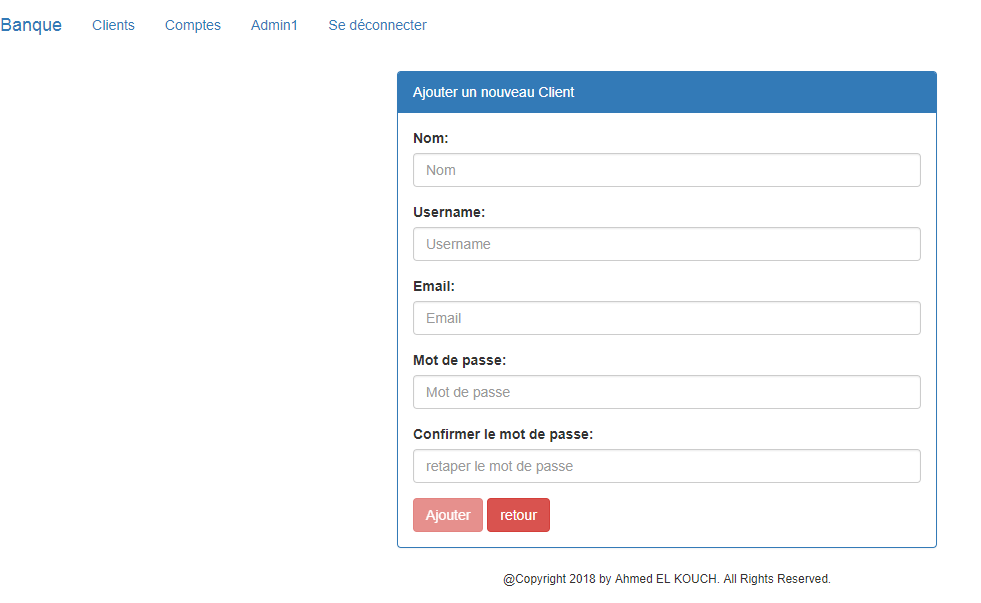 Banque Clients Comptes Admin1 Se déconnecter
Ajouter un nouveau Client
Nom:
Nom
Username:
Username
Email:
Email
Mot de passe:
Mot de passe
Confirmer le mot de passe:
retaper le mot de passe
Ajouter retour
@Copyright 2018 by Ahmed EL KOUCH. All Rights Reserved.